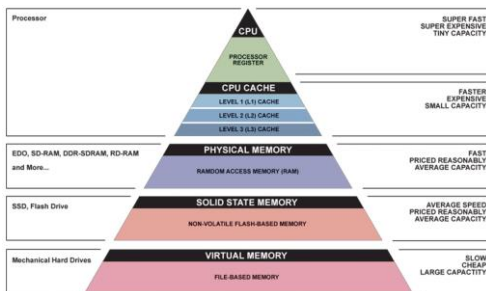 Processor
CPU
SUPER FAST
SUPER EXPENSIVE
TINY CAPACITY
PROCESSOR
REGISTER
CPU CACHE
LEVEL 1 (L1) CACHE
LEVEL 2 (L2) CACHE
LEVEL 3 (L3) CACHE
FASTER
EXPENSIVE
SMALL CAPACITY
EDO, SD-RAM, DDR-SDRAM, RD-RAM
and More...
PHYSICAL MEMORY
RAMDOM ACCESS MEMORY (RAM)
FAST
PRICED REASONABLY
AVERAGE CAPACITY
SSD, Flash Drive
SOLID STATE MEMORY
NON-VOLATILE FLASH-BASED MEMORY
AVERAGE SPEED
PRICED REASONABLY
AVERAGE CAPACITY
Mechanical Hard Drives
VIRTUAL MEMORY
FILE-BASED MEMORY
SLOW
CHEAP
LARGE CAPACTITY